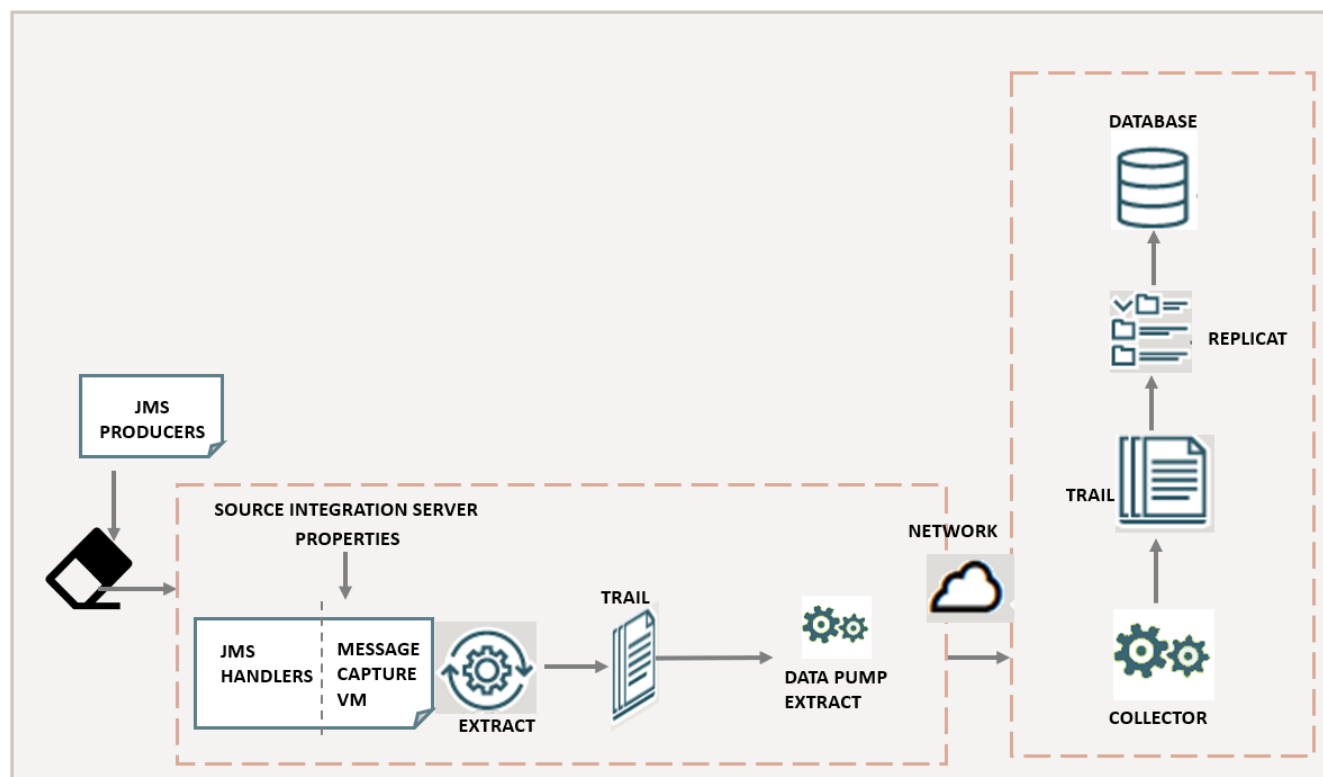 DATABASE
REPLICAT
JMS
PRODUCERS
TRAIL
SOURCE INTEGRATION SERVER
PROPERTIES
NETWORK
TRAIL
JMS
HANDLERS
MESSAGE
CAPTURE
VM
EXTRACT
DATA PUMP
EXTRACT
COLLECTOR